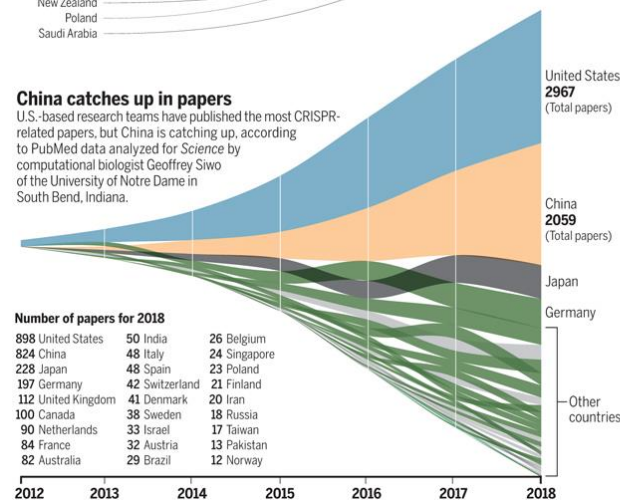 New Zealand
Poland
Saudi Arabia
China catches up in papers
U.S.-based research teams have published the most CRISPR-
related papers, but China is catching up, according
to PubMed data analyzed for Science by
computational biologist Geoffrey Siwo
of the University of Notre Dame in
South Bend, Indiana.
United States
2967
(Total papers)
China
2059
(Total papers)
Japan
Germany
Other
countries
Number of papers for 2018
898 United States
824 China
228 Japan
197 Germany
112 United Kingdom
100 Canada
90 Netherlands
84 France
82 Australia
50 India
48 Italy
48 Spain
42 Switzerland
41 Denmark
38 Sweden
33 Israel
32 Austria
29 Brazil
26 Belgium
24 Singapore
23 Poland
21 Finland
20 Iran
18 Russia
17 Taiwan
13 Pakistan
12 Norway
2012 2013 2014 2015 2016 2017 2018